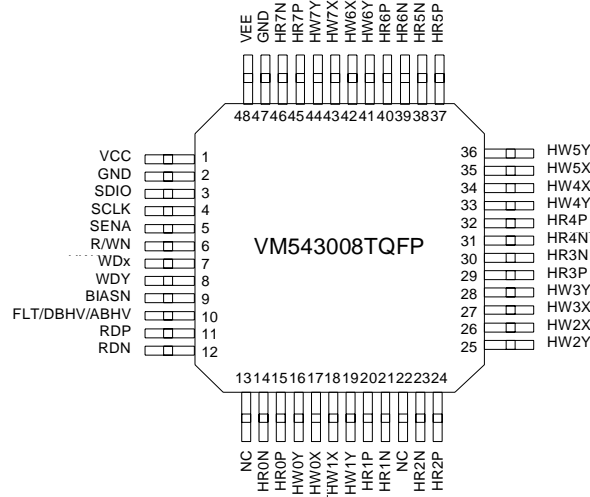 VEE
GND
HR7N
HR7P
HW7Y
HW7X
HW6X
HW6Y
HR6P
HR6N
HR5N
HR5P
48 47 46 45 44 43 42 41 40 39 38 37
VCC 1
GND 2
SDIO 3
SCLK 4
SENA 5
R/WN 6
WDx 7
WDY 8
BIASN 9
FLT/DBHV/ABHV 10
RDP 11
RDN 12
VM543008TQFP
36 HW5Y
35 HW5X
34 HW4X
33 HW4Y
32 HR4P
31 HR4N
30 HR3N
29 HR3P
28 HW3Y
27 HW3X
26 HW2X
25 HW2Y
13 14 15 16 17 18 19 20 21 22 23 24
NC
HR0N
HR0P
HW0Y
HW0X
HW1X
HW1Y
HR1P
HR1N
NC
HR2N
HR2P